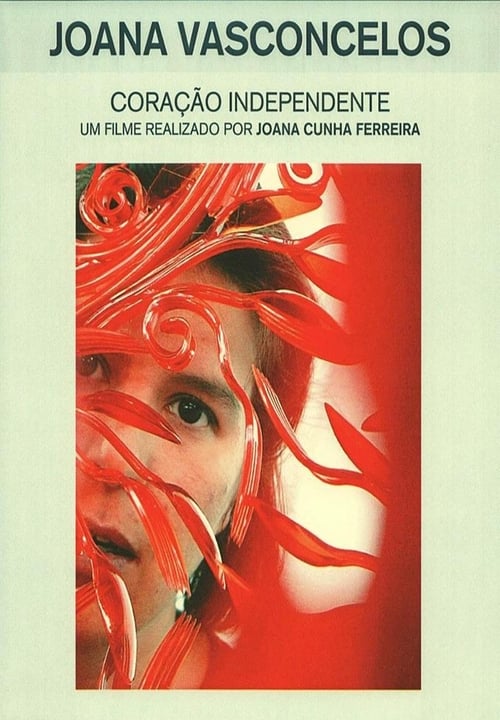 JOANA VASCONCELOS
CORAÇÃO INDEPENDENTE
UM FILME REALIZADO POR JOANA CUNHA FERREIRA